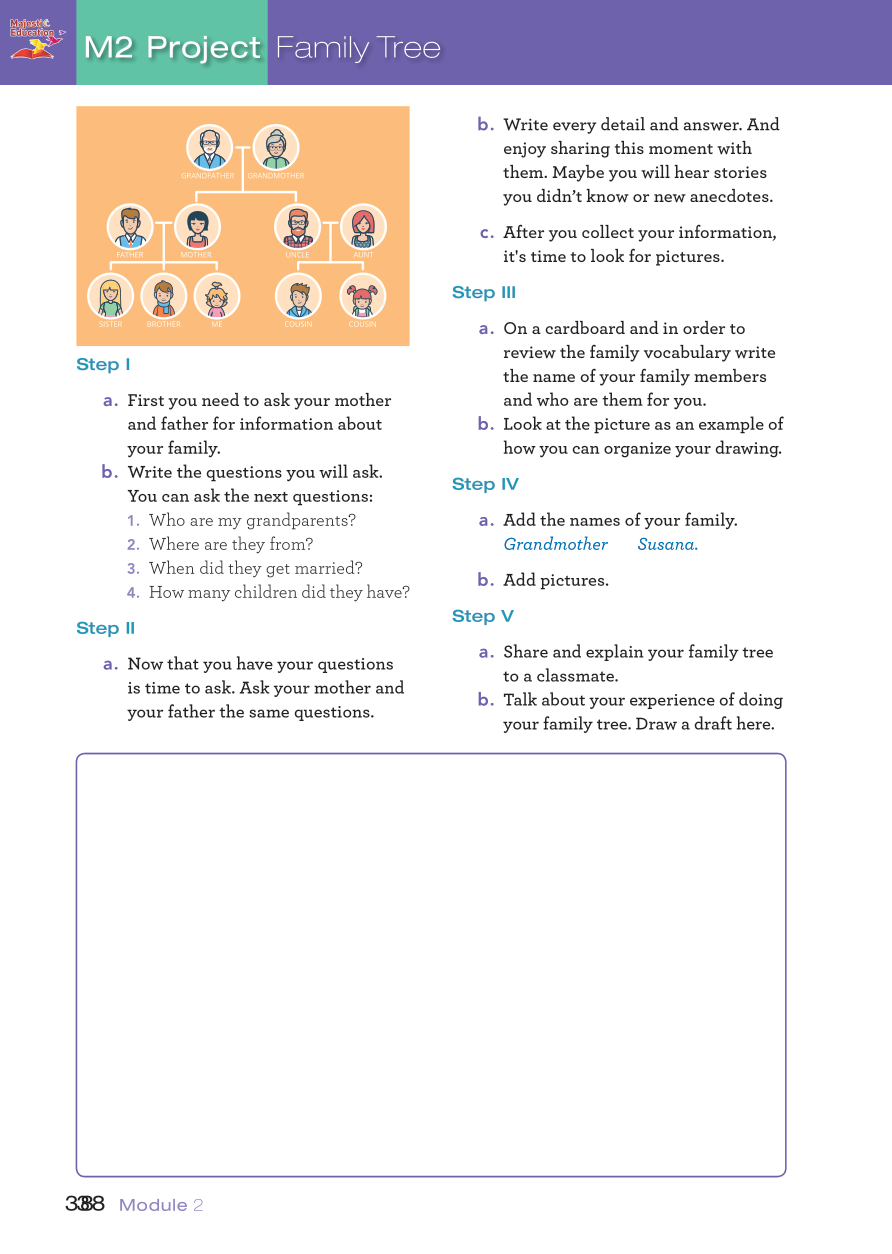 Majestic
Education
M2 Project Family Tree
GRANDFATHER GRANDMOTHER
FATHER MOTHER UNCLE AUNT
SISTER BROTHER ME COUSIN COUSIN
Step I
a. First you need to ask your mother
and father for information about
your family.
b. Write the questions you will ask.
You can ask the next questions:
1. Who are my grandparents?
2. Where are they from?
3. When did they get married?
4. How many children did they have?
Step II
a. Now that you have your questions
is time to ask. Ask your mother and
your father the same questions.
b. Write every detail and answer. And
enjoy sharing this moment with
them. Maybe you will hear stories
you didn’t know or new anecdotes.
c. After you collect your information,
it's time to look for pictures.
Step III
a. On a cardboard and in order to
review the family vocabulary write
the name of your family members
and who are them for you.
b. Look at the picture as an example of
how you can organize your drawing.
Step IV
a. Add the names of your family.
Grandmother Susana.
b. Add pictures.
Step V
a. Share and explain your family tree
to a classmate.
b. Talk about your experience of doing
your family tree. Draw a draft here.
Module 2